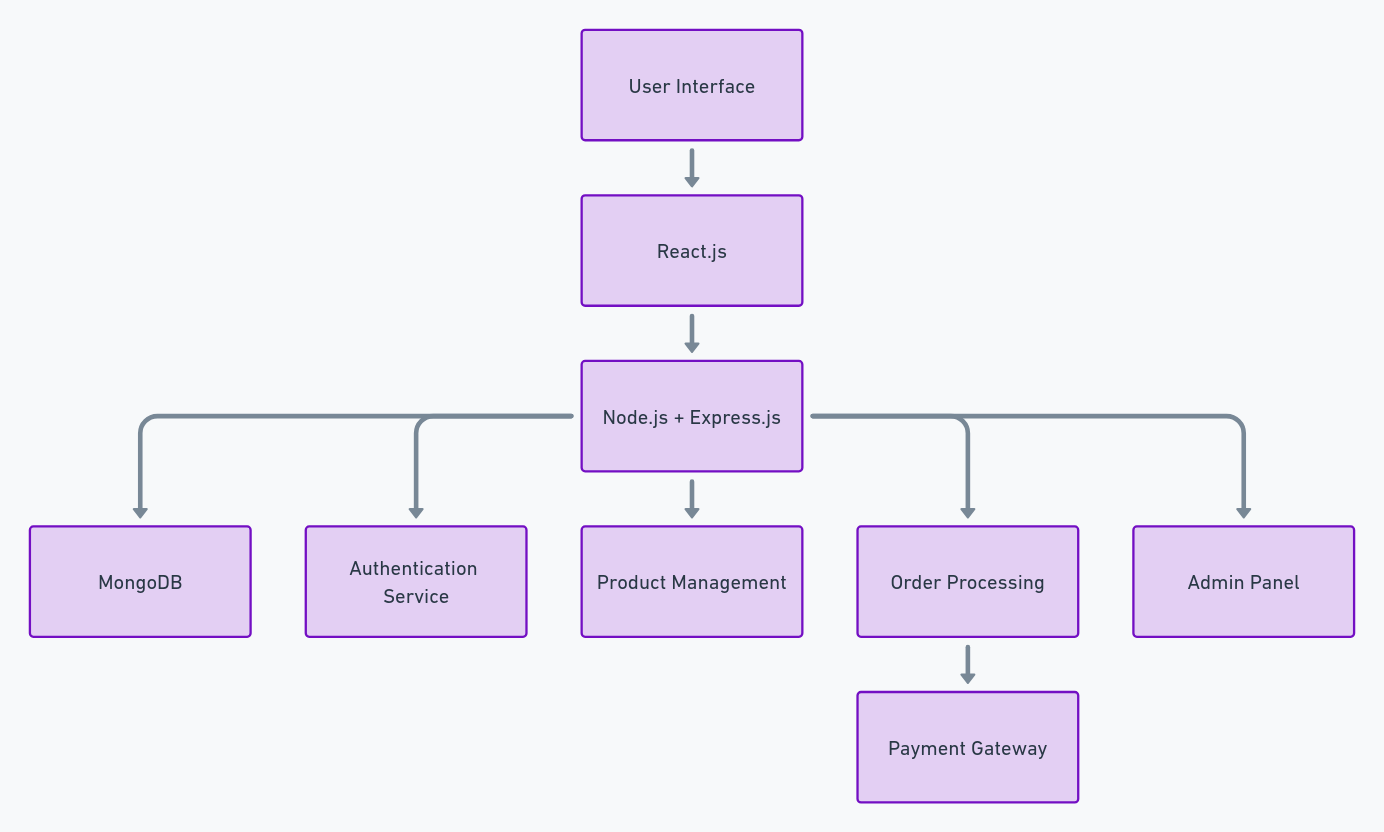 User Interface
React.js
Node.js + Express.js
MongoDB
Authentication
Service
Product Management
Order Processing
Admin Panel
Payment Gateway